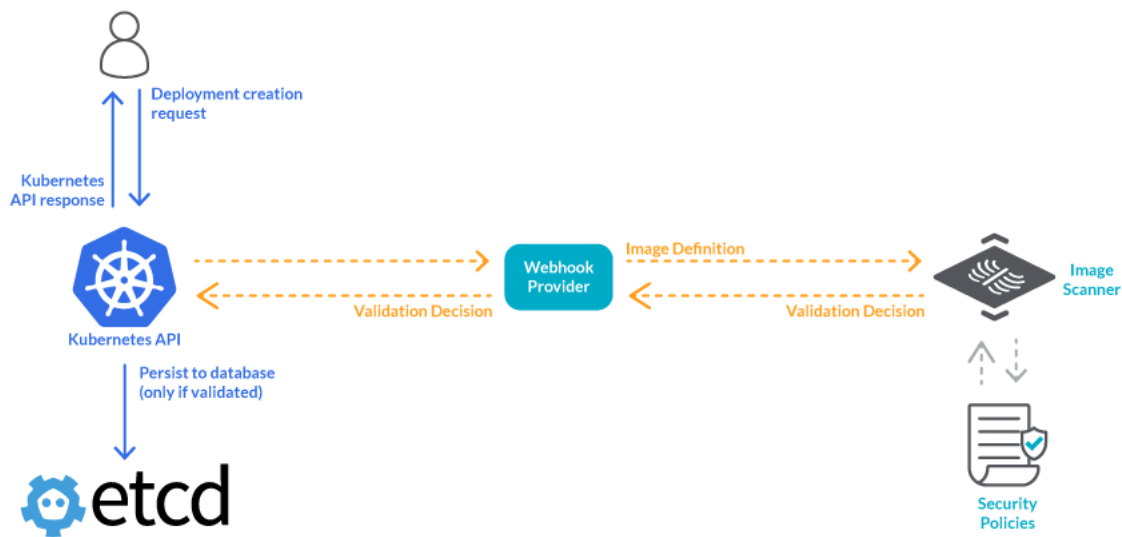 Deployment creation
request
Kubernetes
API response
Kubernetes API
Webhook
Provider
Image Definition
Validation Decision
Validation Decision
Image
Scanner
Persist to database
(only if validated)
etcd
Security
Policies